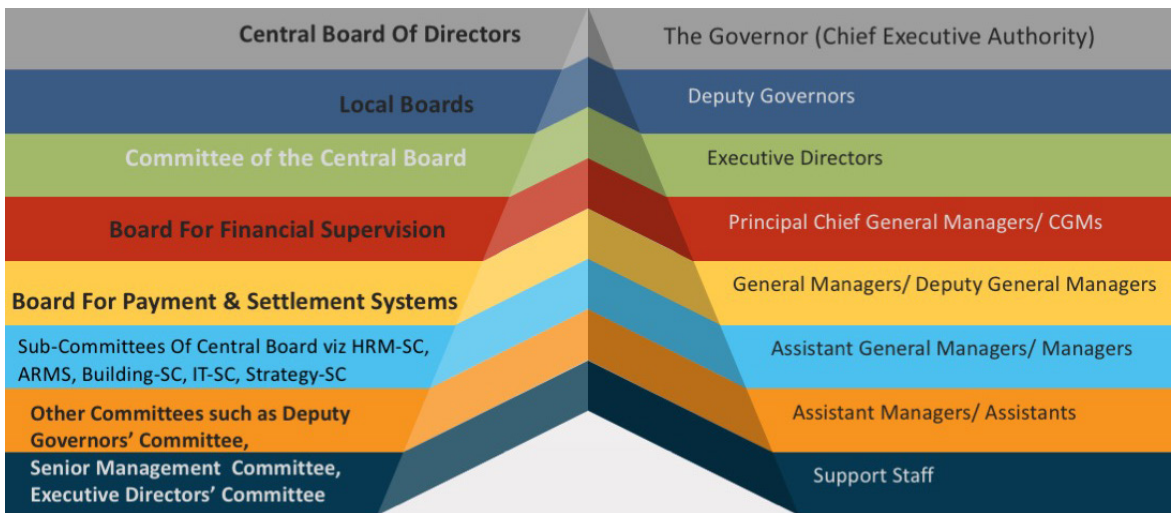 Central Board Of Directors
The Governor (Chief Executive Authority)
Local Boards
Deputy Governors
Committee of the Central Board
Executive Directors
Board For Financial Supervision
Principal Chief General Managers/ CGMs
Board For Payment & Settlement Systems
General Managers/ Deputy General Managers
Sub-Committees Of Central Board viz HRM-SC,
ARMS, Building-SC, IT-SC, Strategy-SC
Assistant General Managers/ Managers
Other Committees such as Deputy
Governors’ Committee,
Assistant Managers/ Assistants
Senior Management  Committee,
Executive Directors’ Committee
Support Staff